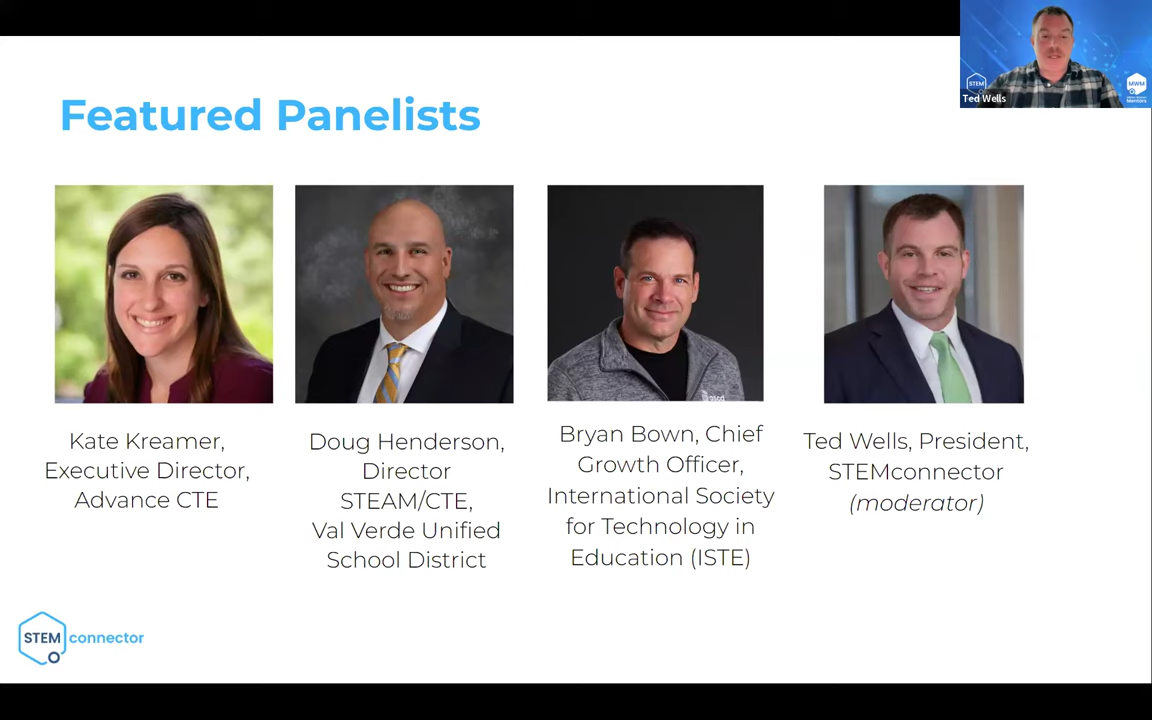 STEM
MWM
Ted Wells
Featured Panelists
Kate Kreamer,
Executive Director,
Advance CTE
Doug Henderson,
Director
STEAM/CTE,
Val Verde Unified
School District
Bryan Bown, Chief
Growth Officer,
International Society
for Technology in
Education (ISTE)
Ted Wells, President,
STEMconnector
(moderator)
STEM connector